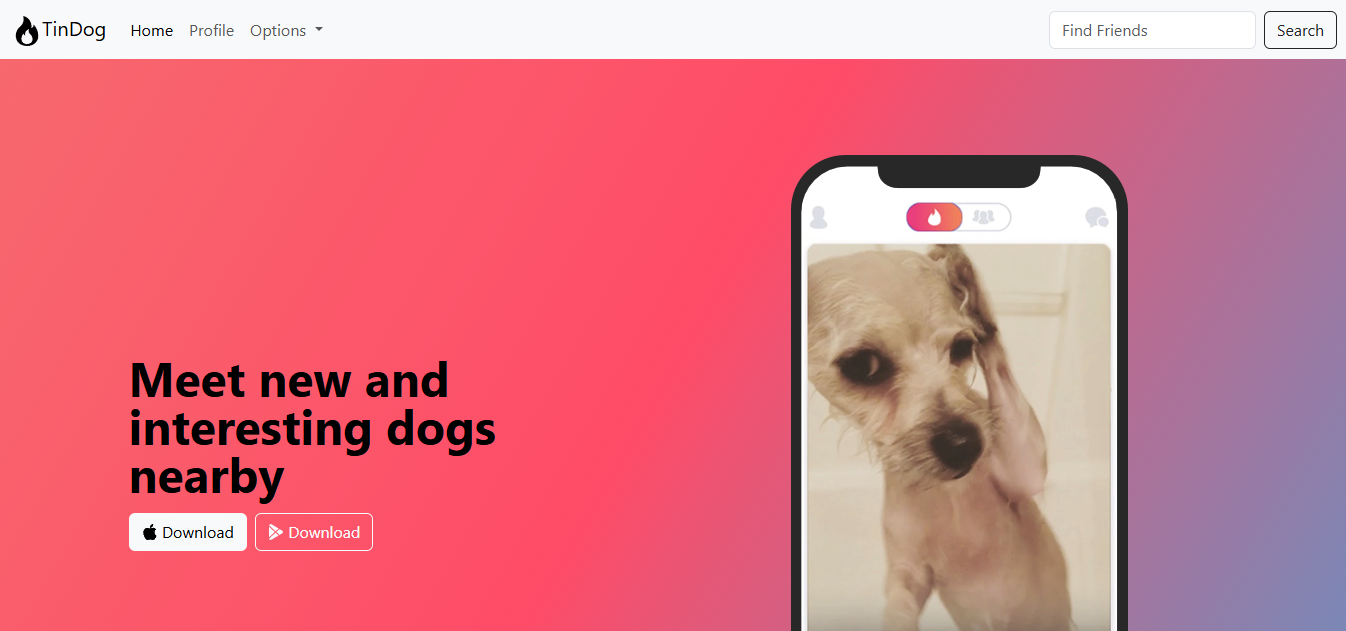 TinDog Home Profile Options Find Friends Search
Meet new and
interesting dogs
nearby
Download Download